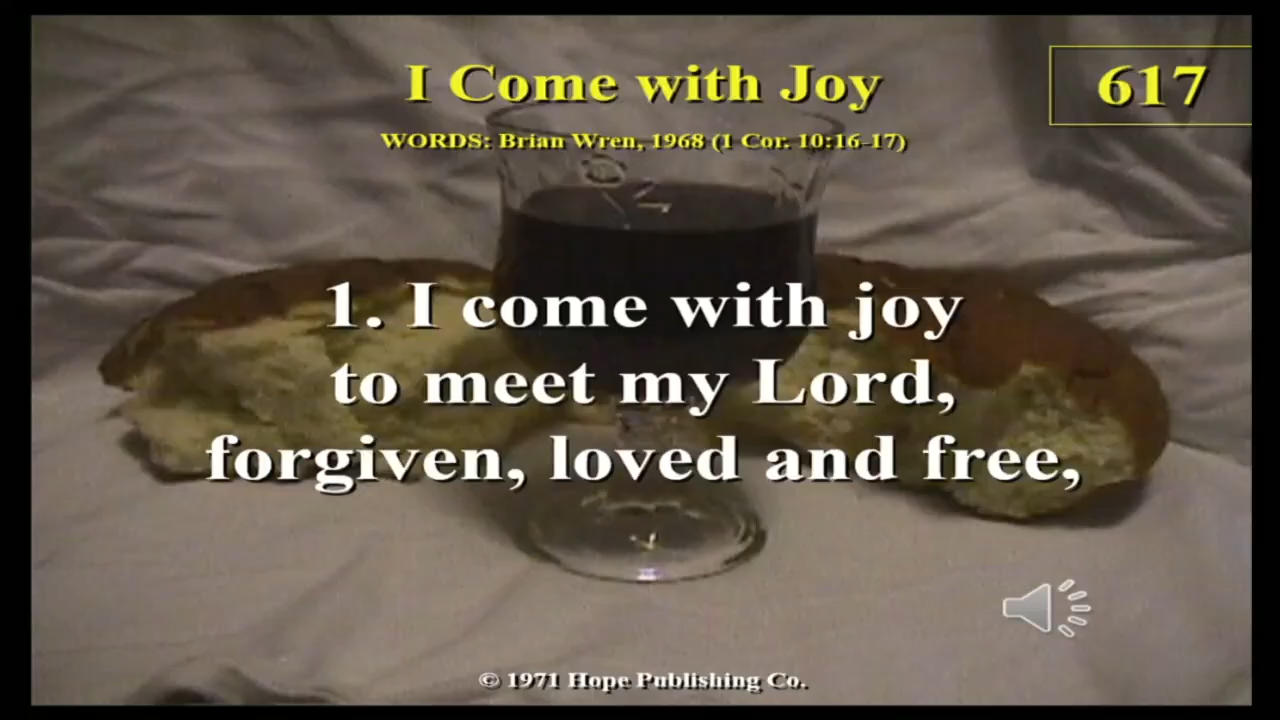 I Come with Joy
617
WORDS: Brian Wren, 1968 (1 Cor. 10:16-17)
1. I come with joy
to meet my Lord,
forgiven, loved and free,
© 1971 Hope Publishing Co.